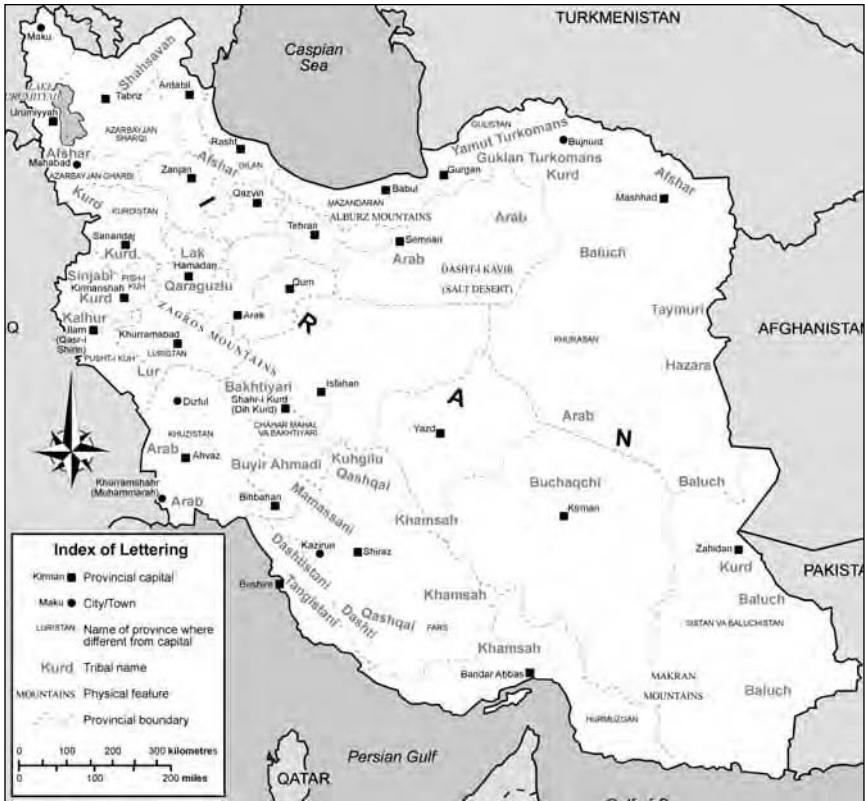 TURKMENISTAN
Caspian
Sea
Maku
Shahsavan
LAKE
URUMIYYAH
Tabriz
Ardabil
Urumiyyah
AZARBAYJAN
SHARQI
Afshar
Mahabad
AZARBAYJAN GHARBI
Rasht
Afshar
GILAN
Zanjan
Qazvin
I
GULISTAN
Yamut Turkomans
Bujnurd
Guklan Turkomans
Kurd
Gurgan
Babul
MAZANDARAN
ALBURZ MOUNTAINS
Afshar
Mashhad
Kurd
KURDISTAN
Tehran
Semnan
Arab
Arab
Sanandaj
Kurd
Lak
Hamadan
Qaraguzlu
Baluch
DASHT-I KAVIR
(SALT DESERT)
Sinjabi
PISH-I
KUH
Kirmanshah
Kurd
Qum
Kalhur
Ilam
(Qasr-i
Shirin)
Arak
R
Taymuri
Q
AFGHANISTAN
Khurramabad
LURISTAN
PUSHT-I KUH
ZAGROS MOUNTAINS
KHURASAN
Hazara
Lur
Bakhtiyari
Shahr-i Kurd
(Dih Kurd)
Isfahan
A
Dizful
CHAHAR MAHAL
VA BAKHTIYARI
Yazd
Arab
N
KHUZISTAN
Arab
Ahvaz
Buyir Ahmadi
Kuhgilu
Qashqai
Buchaqchi
Baluch
Khurramshahr
(Muhammarah)
Arab
Bihbahan
Mamassani
Khamsah
Kirman
Dashtistani
Kazirun
Shiraz
Zahidan
Kurd
PAKISTA
Bushire
Tangistani
Dashti
Qashqai
Khamsah
FARS
Baluch
SISTAN VA BALUCHISTAN
Khamsah
Bandar Abbas
MAKRAN
MOUNTAINS
Baluch
HURMUZGAN
Persian Gulf
QATAR
Index of Lettering
Kirman Provincial capital
Maku City/Town
LURISTAN Name of province where
different from capital
Kurd Tribal name
MOUNTAINS Physical feature
Provincial boundary
0 100 200 300 kilometres
0 100 200 miles